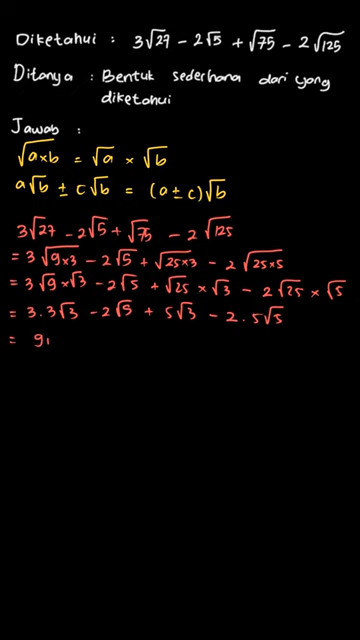 Diketahui : 3√27 − 2√5 + √75 − 2√125
Ditanya : Bentuk sederhana dari yang
diketahui
Jawab :
√a×b = √a × √b
a√b ± c√b = (a ± c)√b
3√27 − 2√5 + √75 − 2√125
= 3√9×3 − 2√5 + √25×3 − 2√25×5
= 3√9 × √3 − 2√5 + √25 × √3 − 2√25 × √5
= 3.3√3 − 2√5 + 5√3 − 2.5√5
= 9